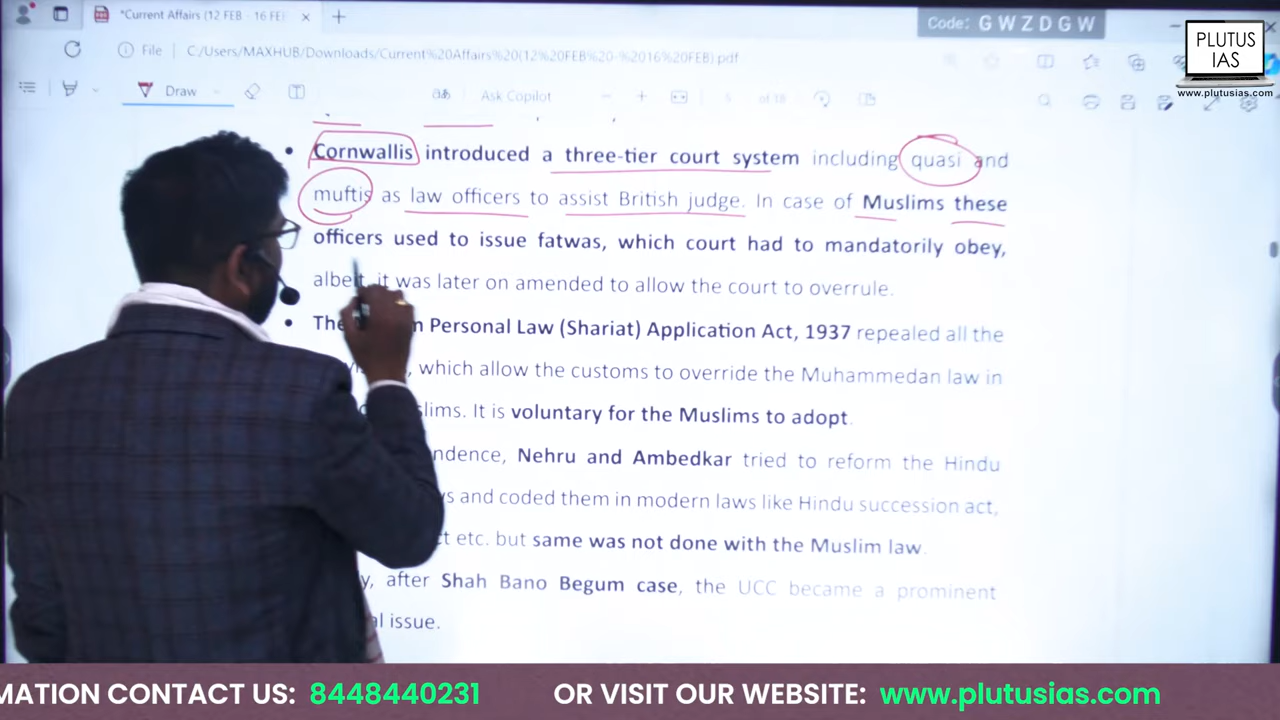 *Current Affairs (12 FEB - 16 FE
Code: G W Z D G W
PLUTUS
IAS
www.plutusias.com
File | C:/Users/MAXHUB/Downloads/Current%20Affairs%20(12%20FEB%20-%2016%20FEB).pdf
Draw
Ask Copilot
of 18
• Cornwallis introduced a three-tier court system including quasi and
muftis as law officers to assist British judge. In case of Muslims these
officers used to issue fatwas, which court had to mandatorily obey,
albeit, it was later on amended to allow the court to overrule.
• The Personal Law (Shariat) Application Act, 1937 repealed all the
, which allow the customs to override the Muhammedan law in
lims. It is voluntary for the Muslims to adopt.
ndence, Nehru and Ambedkar tried to reform the Hindu
s and coded them in modern laws like Hindu succession act,
ct etc. but same was not done with the Muslim law.
y, after Shah Bano Begum case, the UCC became a prominent
al issue.
MATION CONTACT US: 8448440231 OR VISIT OUR WEBSITE: www.plutusias.com